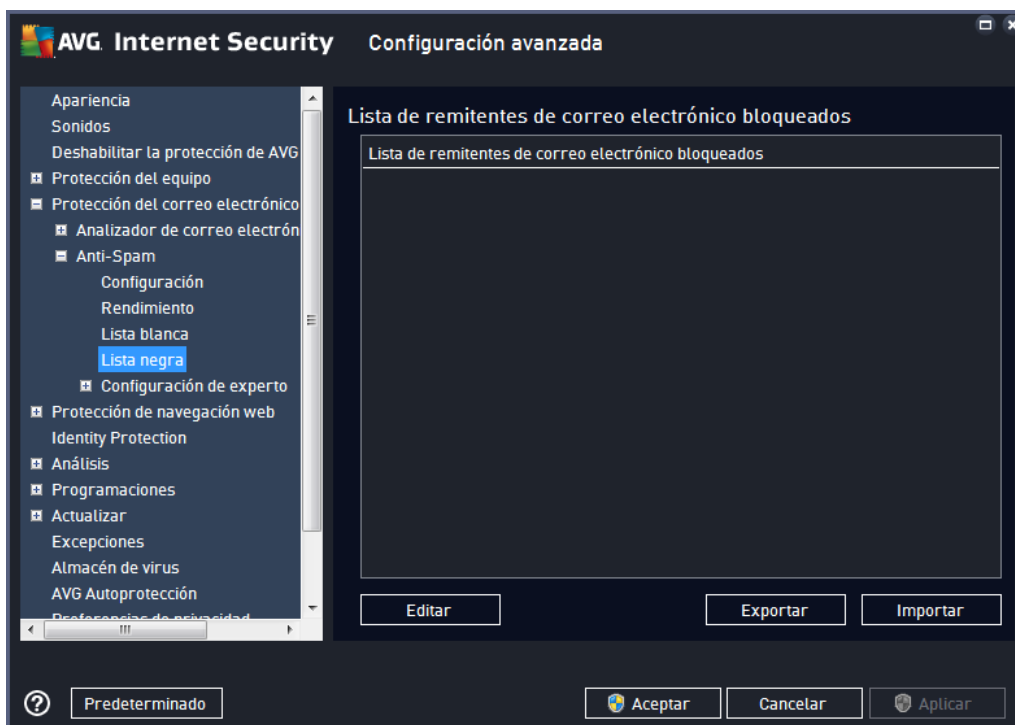 AVG. Internet Security
Configuración avanzada
Apariencia
Sonidos
Deshabilitar la protección de AVG
Protección del equipo
Protección del correo electrónico
Analizador de correo electrón
Anti-Spam
Configuración
Rendimiento
Lista blanca
Lista negra
Configuración de experto
Protección de navegación web
Identity Protection
Análisis
Programaciones
Actualizar
Excepciones
Almacén de virus
AVG Autoprotección
Preferencias de privacidad
Lista de remitentes de correo electrónico bloqueados
Lista de remitentes de correo electrónico bloqueados
Editar
Exportar
Importar
Predeterminado
Aceptar
Cancelar
Aplicar